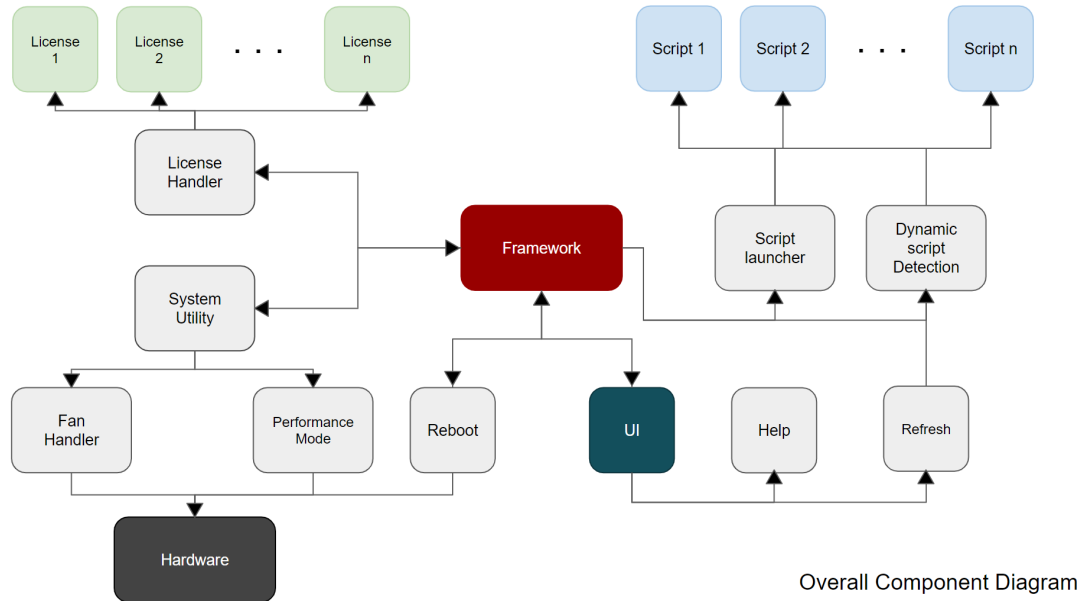 License
1
License
2
. . .
License
n
Script 1
Script 2
. . .
Script n
License
Handler
Framework
Script
launcher
Dynamic
script
Detection
System
Utility
Fan
Handler
Performance
Mode
Reboot
UI
Help
Refresh
Hardware
Overall Component Diagram